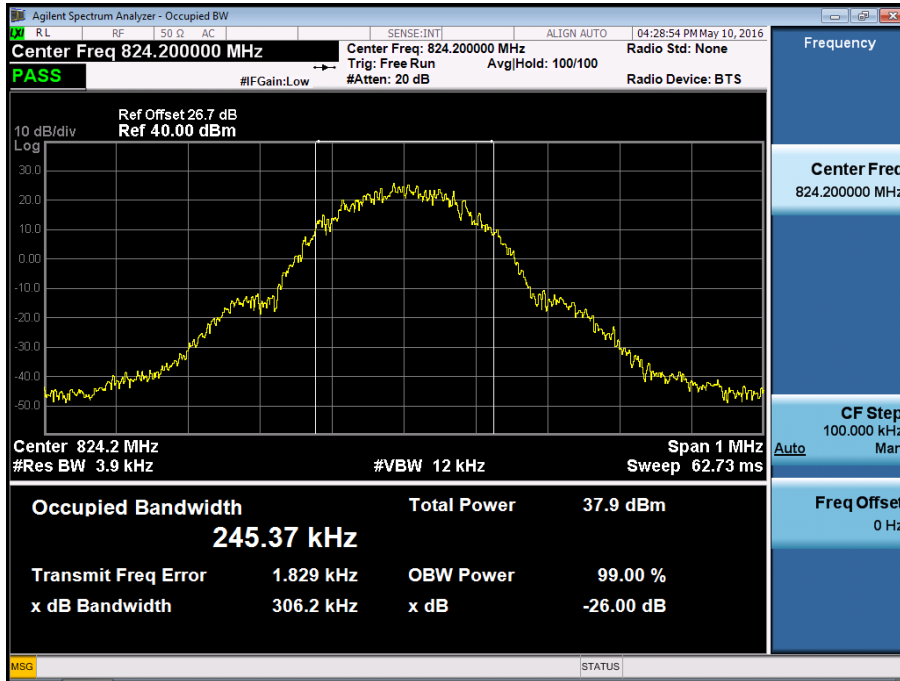 Agilent Spectrum Analyzer - Occupied BW
LXI RL RF 50 Ω AC SENSE:INT ALIGN AUTO 04:28:54 PM May 10, 2016
Center Freq 824.200000 MHz
Center Freq: 824.200000 MHz Radio Std: None
Trig: Free Run Avg|Hold: 100/100
PASS
#IFGain:Low #Atten: 20 dB Radio Device: BTS
Ref Offset 26.7 dB
10 dB/div Ref 40.00 dBm
Log
30.0
20.0
10.0
0.00
-10.0
-20.0
-30.0
-40.0
-50.0
Center 824.2 MHz Span 1 MHz
#Res BW 3.9 kHz #VBW 12 kHz Sweep 62.73 ms
Occupied Bandwidth Total Power 37.9 dBm
245.37 kHz
Transmit Freq Error 1.829 kHz OBW Power 99.00 %
x dB Bandwidth 306.2 kHz x dB -26.00 dB
MSG STATUS
Frequency
Center Freq
824.200000 MHz
CF Step
100.000 kHz
Auto Man
Freq Offset
0 Hz